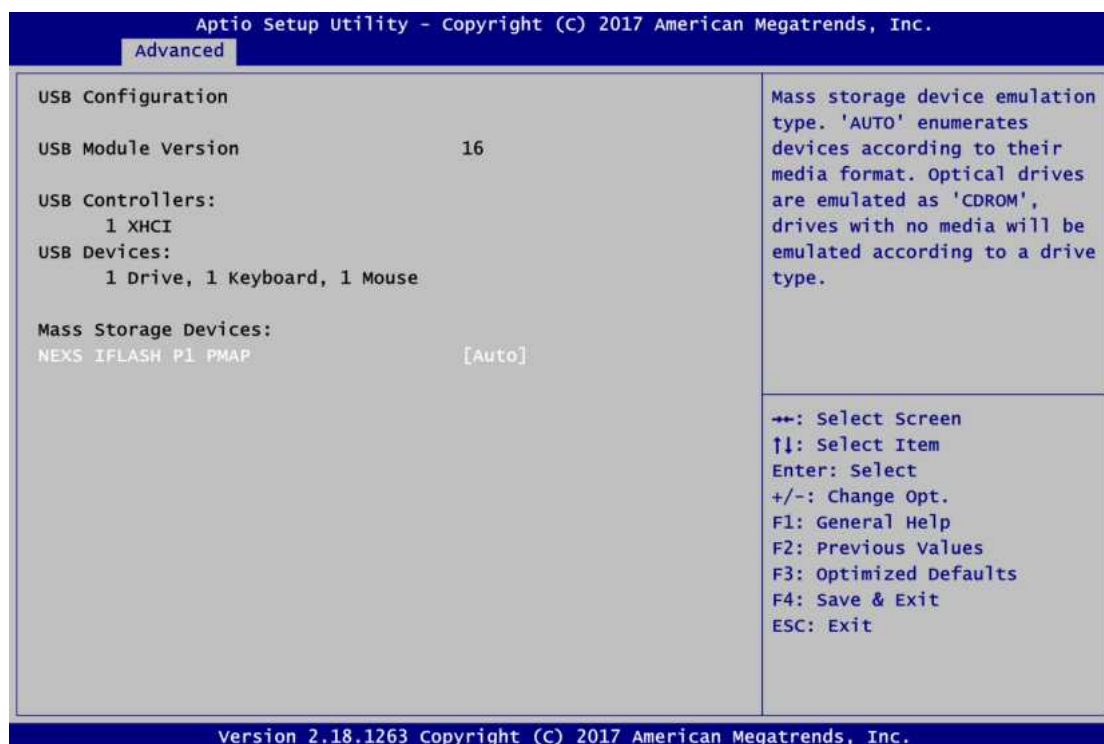 Aptio Setup Utility - Copyright (C) 2017 American Megatrends, Inc.
Advanced
USB Configuration
USB Module Version 16
USB Controllers:
1 XHCI
USB Devices:
1 Drive, 1 Keyboard, 1 Mouse
Mass Storage Devices:
NEXS IFLASH P1 PMAP [Auto]
Mass storage device emulation
type. 'AUTO' enumerates
devices according to their
media format. Optical drives
are emulated as 'CDROM',
drives with no media will be
emulated according to a drive
type.
→←: Select Screen
↑↓: Select Item
Enter: Select
+/-: Change Opt.
F1: General Help
F2: Previous Values
F3: Optimized Defaults
F4: Save & Exit
ESC: Exit
Version 2.18.1263 Copyright (C) 2017 American Megatrends, Inc.